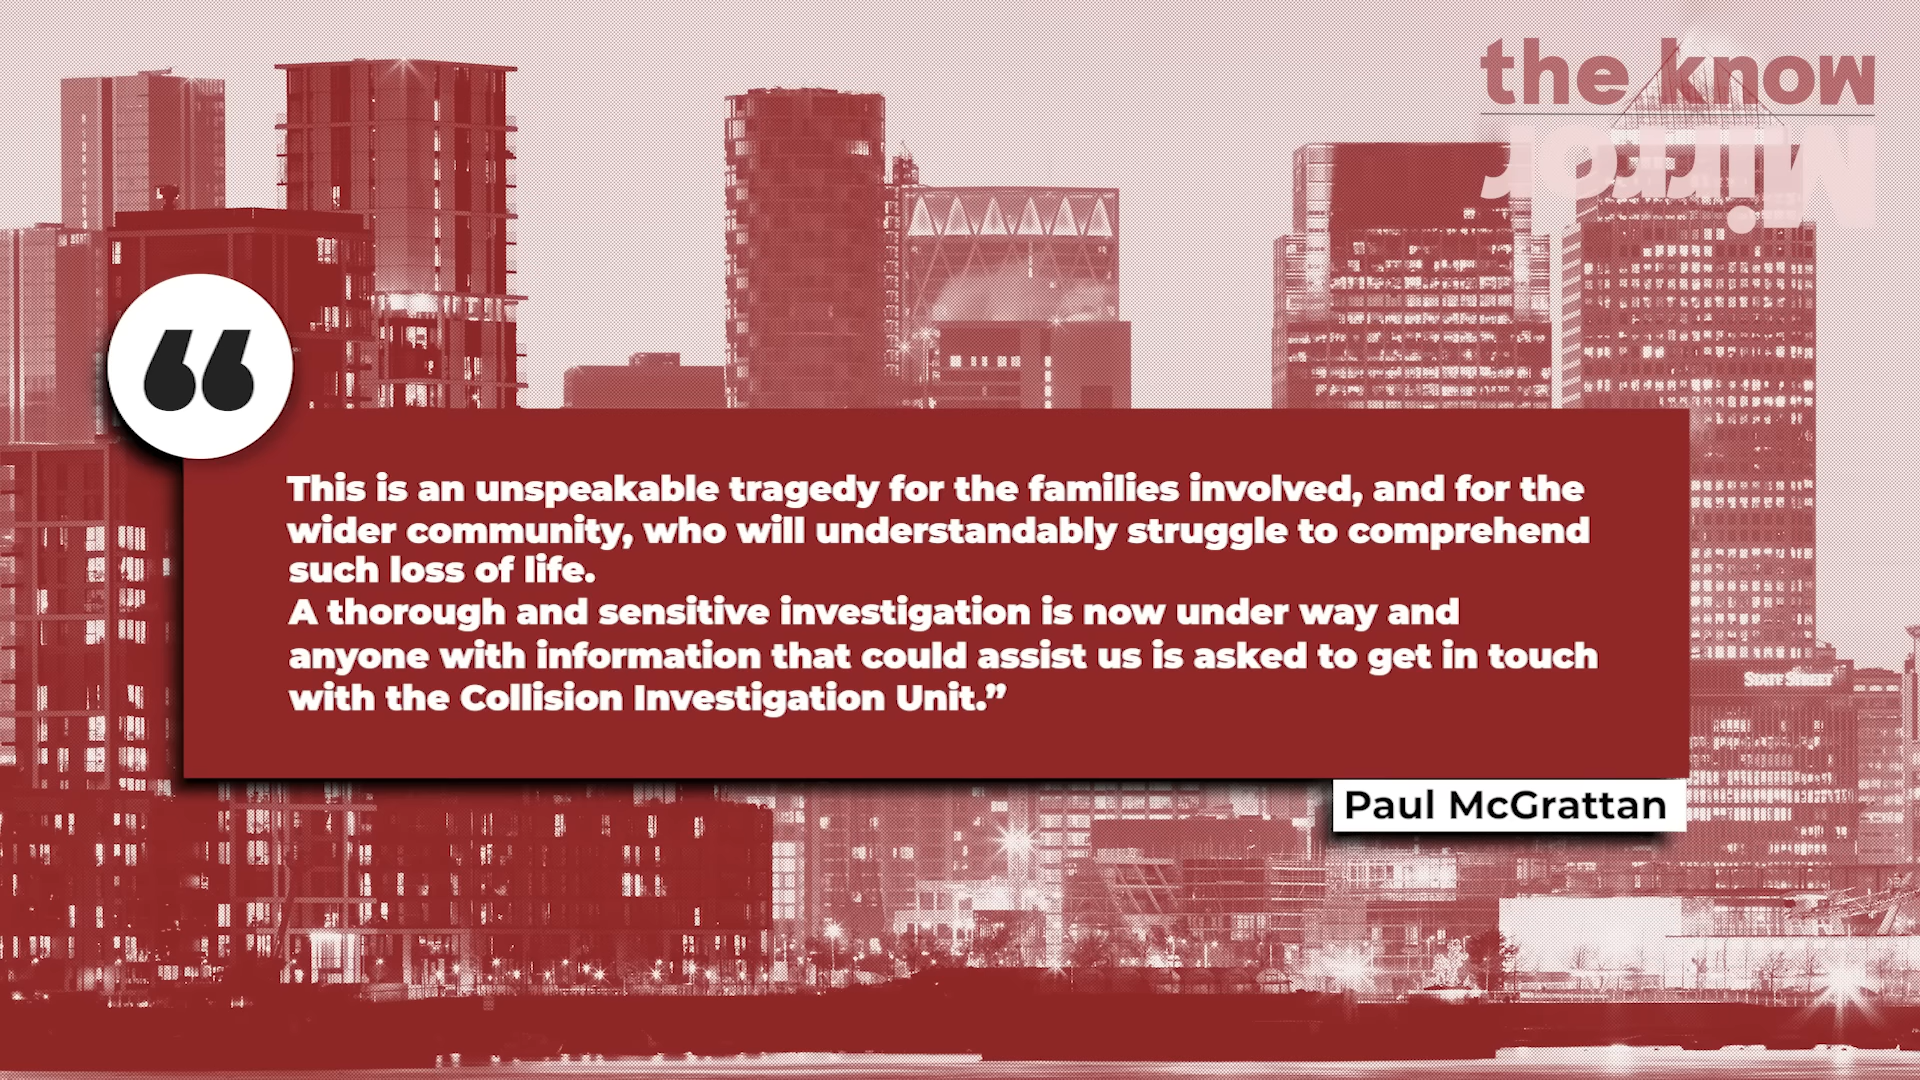 the know
Mirror
“
This is an unspeakable tragedy for the families involved, and for the
wider community, who will understandably struggle to comprehend
such loss of life.
A thorough and sensitive investigation is now under way and
anyone with information that could assist us is asked to get in touch
with the Collision Investigation Unit.”
STATE STREET
Paul McGrattan